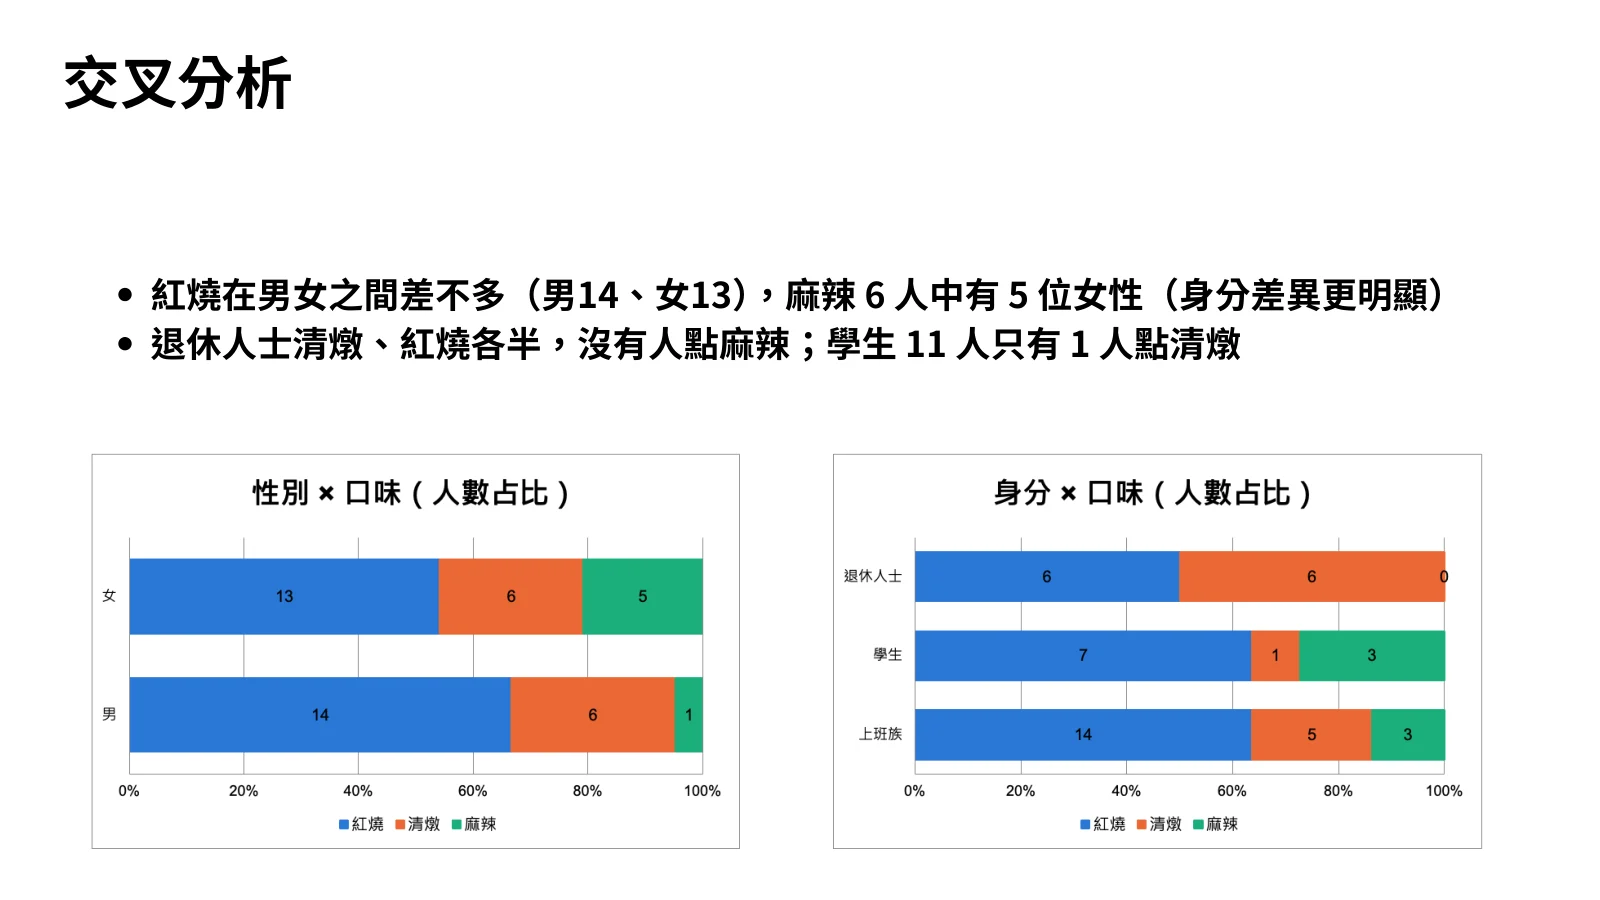 交叉分析
• 紅燒在男女之間差不多（男14、女13），麻辣 6 人中有 5 位女性（身分差異更明顯）
• 退休人士清燉、紅燒各半，沒有人點麻辣；學生 11 人只有 1 人點清燉
性別 × 口味（人數占比）
女 13 6 5
男 14 6 1
0% 20% 40% 60% 80% 100%
紅燒 清燉 麻辣
身分 × 口味（人數占比）
退休人士 6 6 0
學生 7 1 3
上班族 14 5 3
0% 20% 40% 60% 80% 100%
紅燒 清燉 麻辣